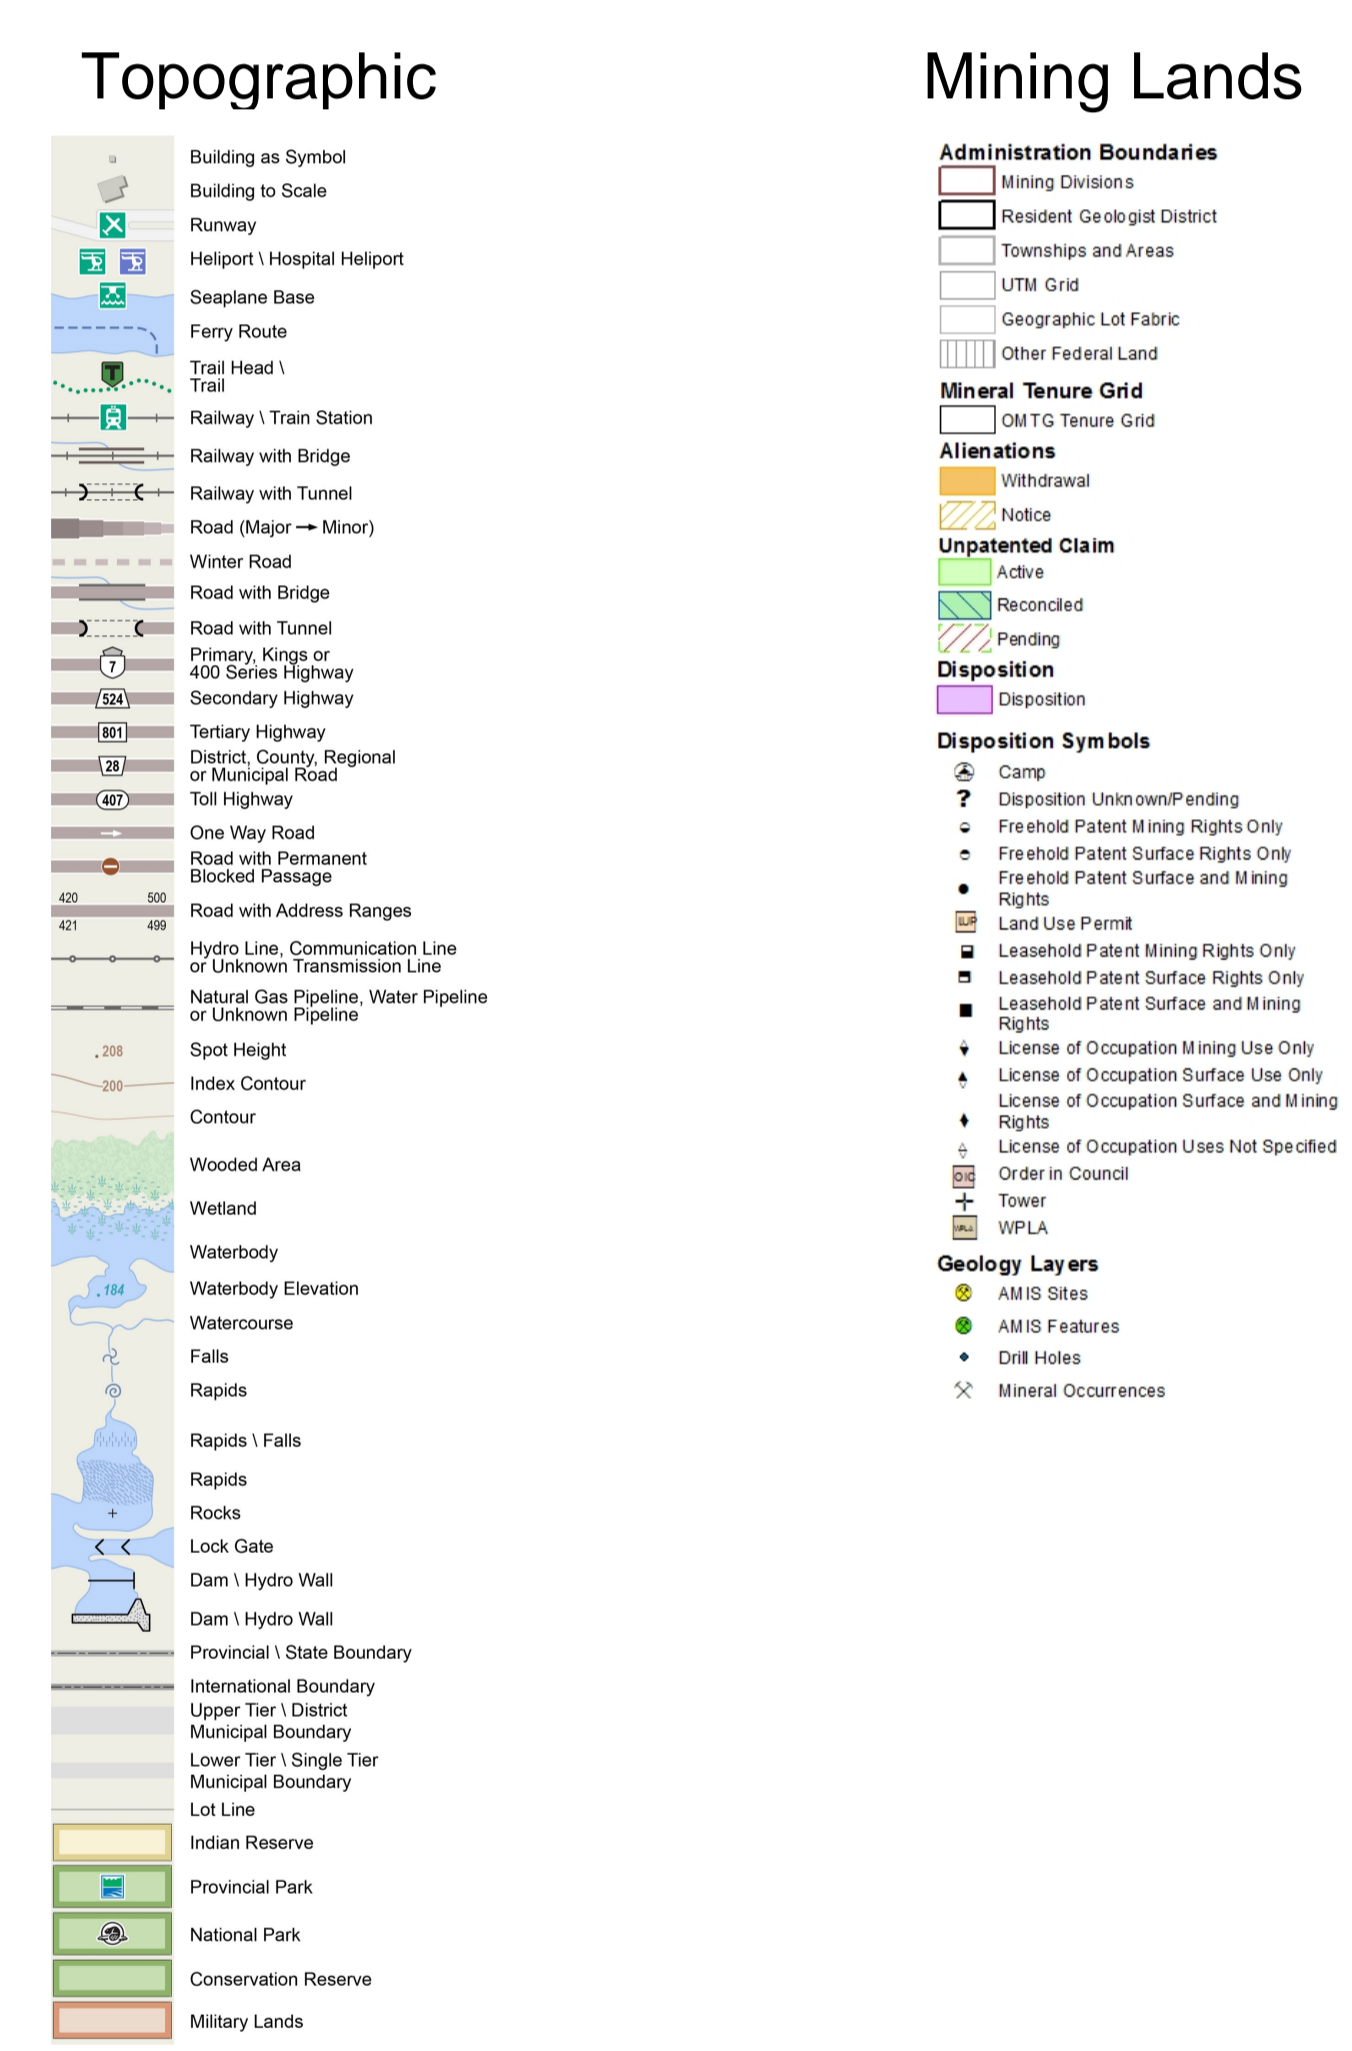 Topographic
Building as Symbol
Building to Scale
Runway
Heliport \ Hospital Heliport
Seaplane Base
Ferry Route
T
Trail Head \
Trail
Railway \ Train Station
Railway with Bridge
Railway with Tunnel
Road (Major → Minor)
Winter Road
Road with Bridge
Road with Tunnel
7
Primary, Kings or
400 Series Highway
524 Secondary Highway
801 Tertiary Highway
28
District, County, Regional
or Municipal Road
407 Toll Highway
One Way Road
Road with Permanent
Blocked Passage
420 500
Road with Address Ranges
421 499
Hydro Line, Communication Line
or Unknown Transmission Line
Natural Gas Pipeline, Water Pipeline
or Unknown Pipeline
.208 Spot Height
200 Index Contour
Contour
Wooded Area
Wetland
Waterbody
.184 Waterbody Elevation
Watercourse
Falls
Rapids
Rapids \ Falls
Rapids
Rocks
Lock Gate
Dam \ Hydro Wall
Dam \ Hydro Wall
Provincial \ State Boundary
International Boundary
Upper Tier \ District
Municipal Boundary
Lower Tier \ Single Tier
Municipal Boundary
Lot Line
Indian Reserve
Provincial Park
National Park
Conservation Reserve
Military Lands
Mining Lands
Administration Boundaries
Mining Divisions
Resident Geologist District
Townships and Areas
UTM Grid
Geographic Lot Fabric
Other Federal Land
Mineral Tenure Grid
OMTG Tenure Grid
Alienations
Withdrawal
Notice
Unpatented Claim
Active
Reconciled
Pending
Disposition
Disposition
Disposition Symbols
Camp
? Disposition Unknown/Pending
Freehold Patent Mining Rights Only
Freehold Patent Surface Rights Only
Freehold Patent Surface and Mining
Rights
LUP Land Use Permit
Leasehold Patent Mining Rights Only
Leasehold Patent Surface Rights Only
Leasehold Patent Surface and Mining
Rights
License of Occupation Mining Use Only
License of Occupation Surface Use Only
License of Occupation Surface and Mining
Rights
License of Occupation Uses Not Specified
OIC Order in Council
Tower
WPLA WPLA
Geology Layers
AMIS Sites
AMIS Features
Drill Holes
Mineral Occurrences